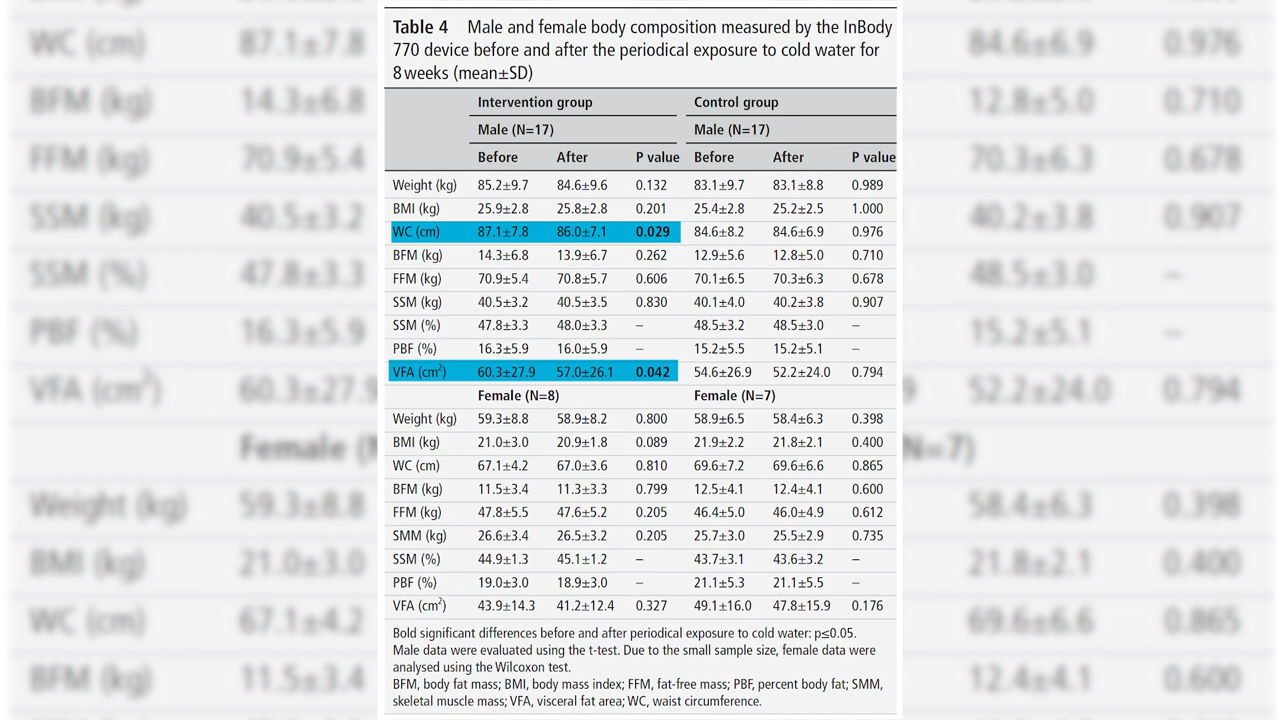 Table 4 Male and female body composition measured by the InBody
770 device before and after the periodical exposure to cold water for
8 weeks (mean±SD)
Intervention group Control group
Male (N=17) Male (N=17)
Before After P value Before After P value
Weight (kg) 85.2±9.7 84.6±9.6 0.132 83.1±9.7 83.1±8.8 0.989
BMI (kg) 25.9±2.8 25.8±2.8 0.201 25.4±2.8 25.2±2.5 1.000
WC (cm) 87.1±7.8 86.0±7.1 0.029 84.6±8.2 84.6±6.9 0.976
BFM (kg) 14.3±6.8 13.9±6.7 0.262 12.9±5.6 12.8±5.0 0.710
FFM (kg) 70.9±5.4 70.8±5.7 0.606 70.1±6.5 70.3±6.3 0.678
SSM (kg) 40.5±3.2 40.5±3.5 0.830 40.1±4.0 40.2±3.8 0.907
SSM (%) 47.8±3.3 48.0±3.3 – 48.5±3.2 48.5±3.0 –
PBF (%) 16.3±5.9 16.0±5.9 – 15.2±5.5 15.2±5.1 –
VFA (cm²) 60.3±27.9 57.0±26.1 0.042 54.6±26.9 52.2±24.0 0.794
Female (N=8) Female (N=7)
Weight (kg) 59.3±8.8 58.9±8.2 0.800 58.9±6.5 58.4±6.3 0.398
BMI (kg) 21.0±3.0 20.9±1.8 0.089 21.9±2.2 21.8±2.1 0.400
WC (cm) 67.1±4.2 67.0±3.6 0.810 69.6±7.2 69.6±6.6 0.865
BFM (kg) 11.5±3.4 11.3±3.3 0.799 12.5±4.1 12.4±4.1 0.600
FFM (kg) 47.8±5.5 47.6±5.2 0.205 46.4±5.0 46.0±4.9 0.612
SMM (kg) 26.6±3.4 26.5±3.2 0.205 25.7±3.0 25.5±2.9 0.735
SSM (%) 44.9±1.3 45.1±1.2 – 43.7±3.1 43.6±3.2 –
PBF (%) 19.0±3.0 18.9±3.0 – 21.1±5.3 21.1±5.5 –
VFA (cm²) 43.9±14.3 41.2±12.4 0.327 49.1±16.0 47.8±15.9 0.176
Bold significant differences before and after periodical exposure to cold water: p≤0.05.
Male data were evaluated using the t-test. Due to the small sample size, female data were
analysed using the Wilcoxon test.
BFM, body fat mass; BMI, body mass index; FFM, fat-free mass; PBF, percent body fat; SMM,
skeletal muscle mass; VFA, visceral fat area; WC, waist circumference.